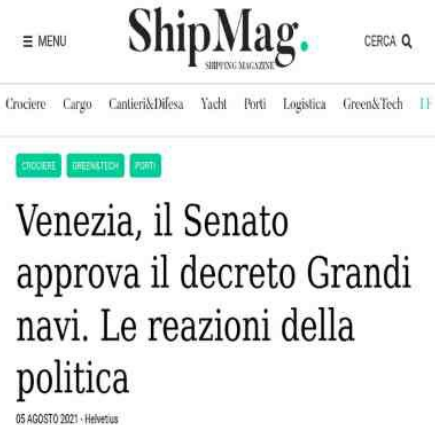 ≡ MENU
ShipMag.
SHIPPING MAGAZINE
CERCA
Crociere Cargo Cantieri&Difesa Yacht Porti Logistica Green&Tech
CROCIERE GREEN&TECH PORTI
Venezia, il Senato
approva il decreto Grandi
navi. Le reazioni della
politica
05 AGOSTO 2021 - Helvetius